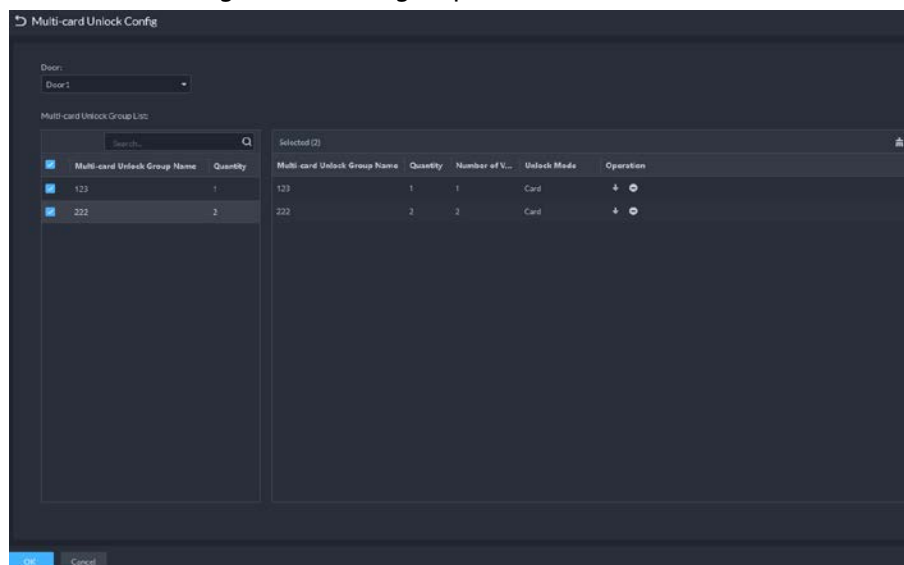 Multi-card Unlock Config
Door:
Door1
Multi-card Unlock Group List:
Search...
Selected (2)
Multi-card Unlock Group Name Quantity
Multi-card Unlock Group Name Quantity Number of V... Unlock Mode Operation
123 1
123 1 1 Card
222 2
222 2 2 Card
OK Cancel